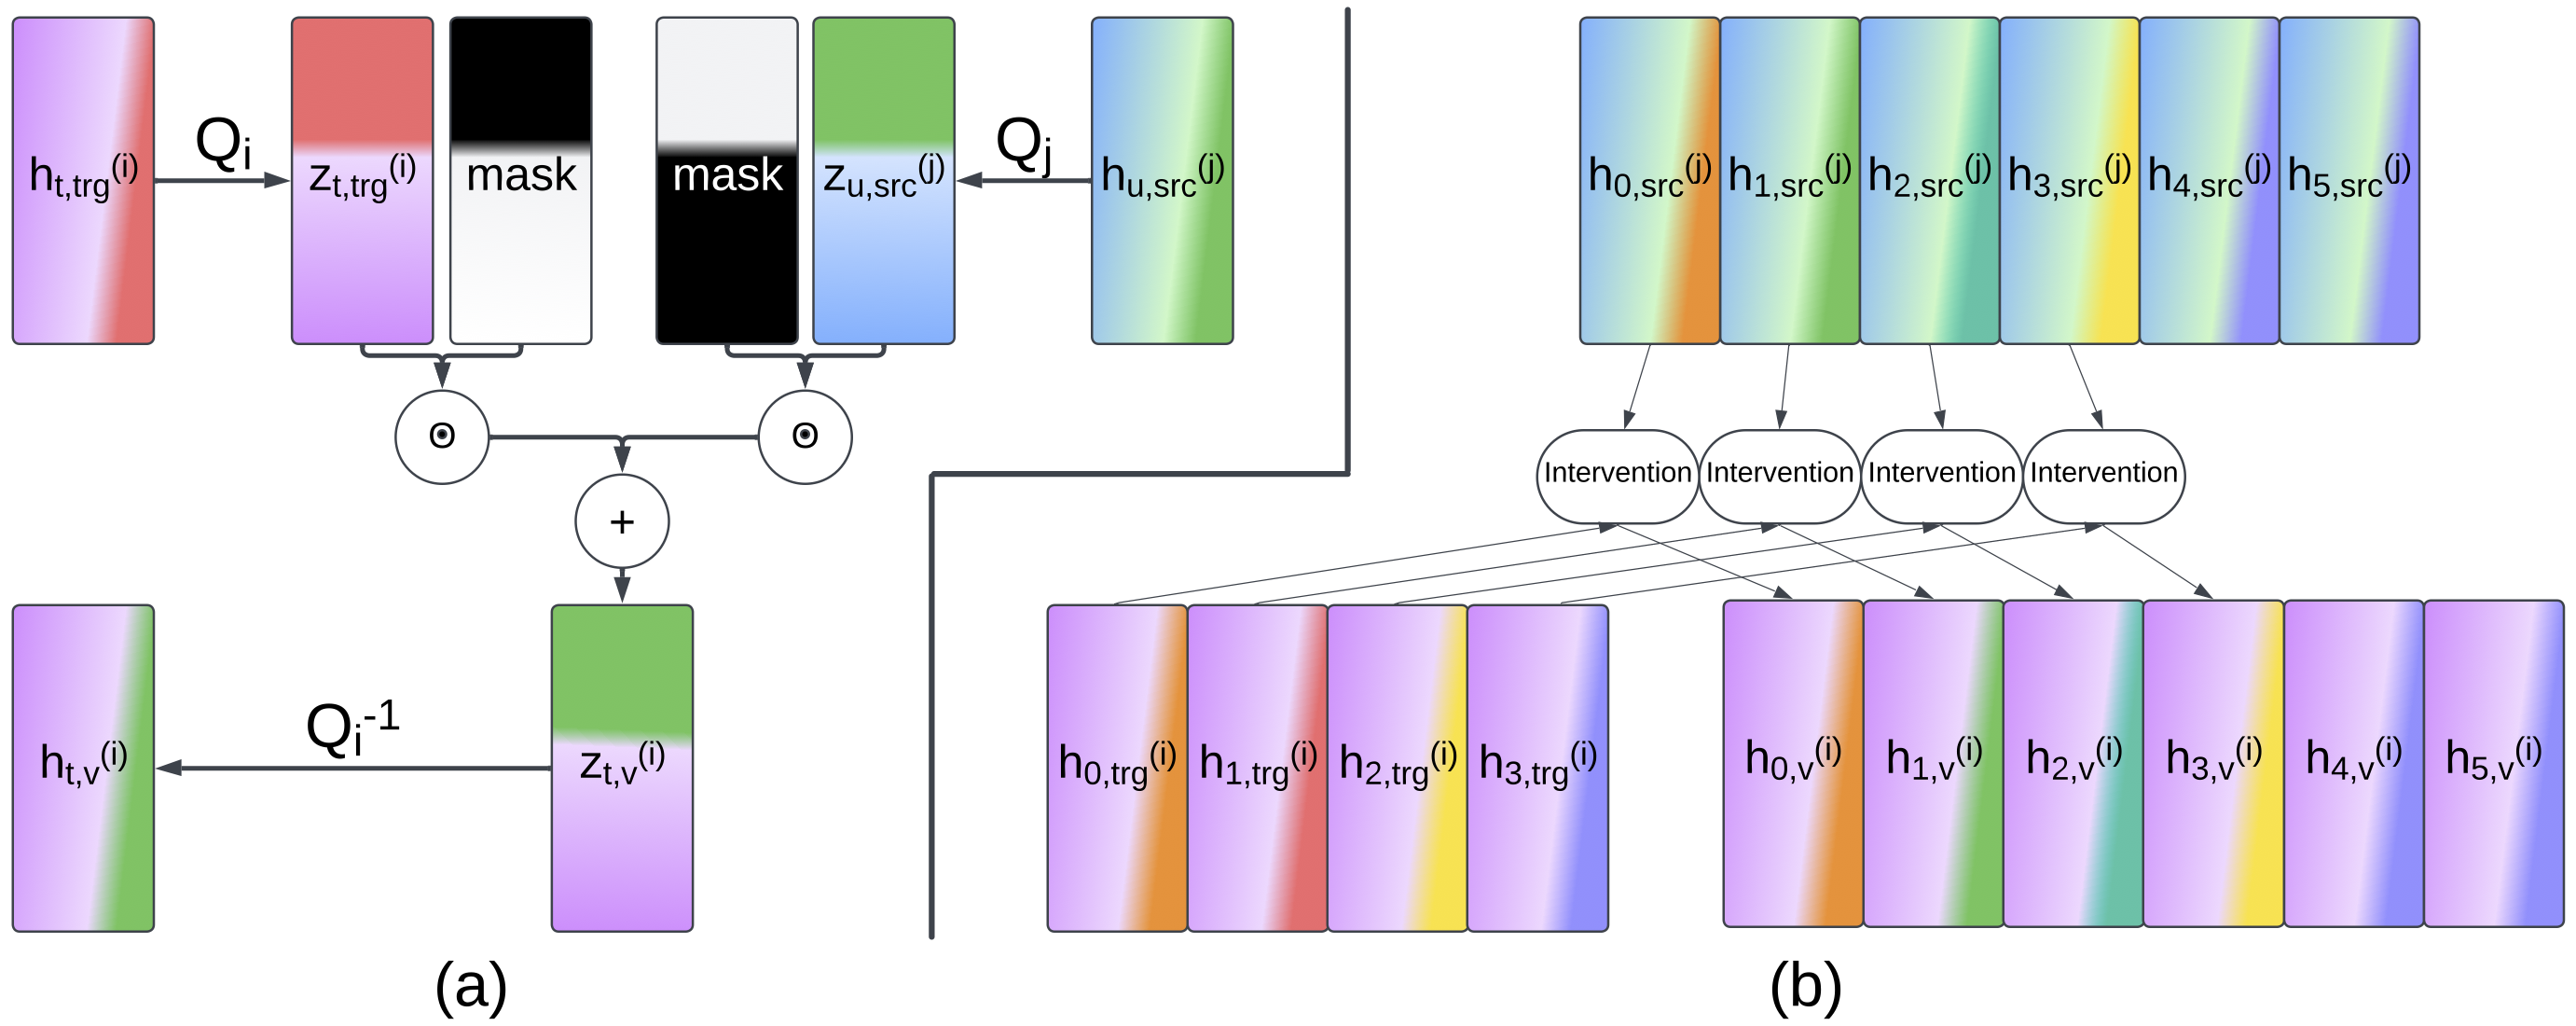 h_{t,trg}^{(i)}
Q_i
z_{t,trg}^{(i)}
mask
mask
z_{u,src}^{(j)}
Q_j
h_{u,src}^{(j)}
⊙
⊙
+
h_{t,v}^{(i)}
Q_i^{-1}
z_{t,v}^{(i)}
(a)
h_{0,src}^{(j)} h_{1,src}^{(j)} h_{2,src}^{(j)} h_{3,src}^{(j)} h_{4,src}^{(j)} h_{5,src}^{(j)}
Intervention Intervention Intervention Intervention
h_{0,trg}^{(i)} h_{1,trg}^{(i)} h_{2,trg}^{(i)} h_{3,trg}^{(i)}
h_{0,v}^{(i)} h_{1,v}^{(i)} h_{2,v}^{(i)} h_{3,v}^{(i)} h_{4,v}^{(i)} h_{5,v}^{(i)}
(b)